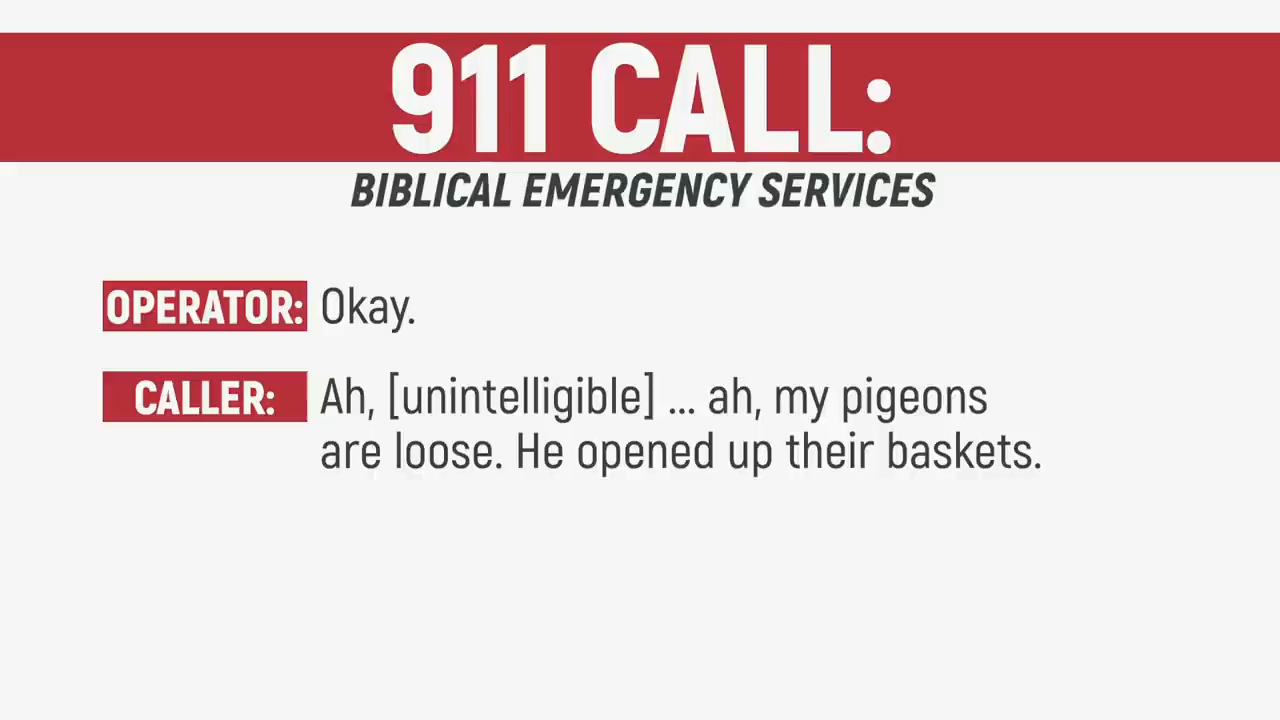 911 CALL:
BIBLICAL EMERGENCY SERVICES
OPERATOR: Okay.
CALLER: Ah, [unintelligible] ... ah, my pigeons
are loose. He opened up their baskets.